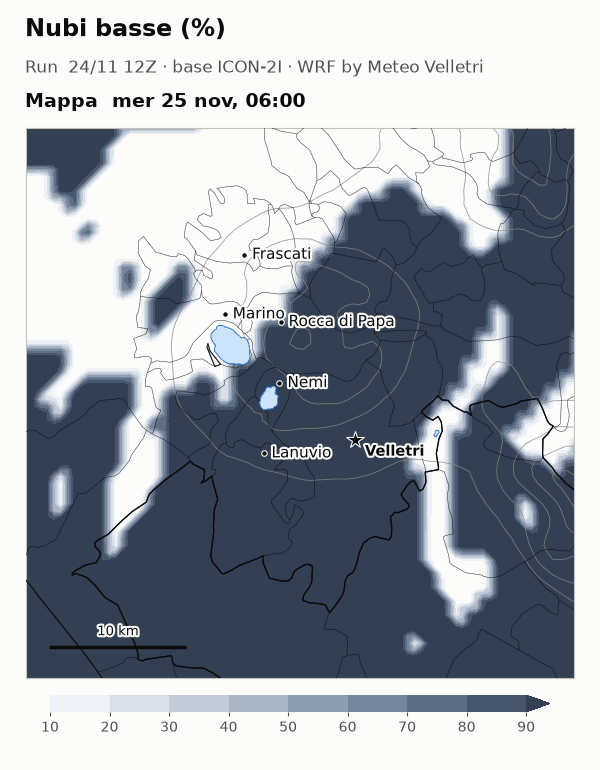 Nubi basse (%)
Run  24/11 12Z · base ICON-2I · WRF by Meteo Velletri
Mappa  mer 25 nov, 06:00
Frascati
Marino
Rocca di Papa
Nemi
Velletri
Lanuvio
10 km
10 20 30 40 50 60 70 80 90